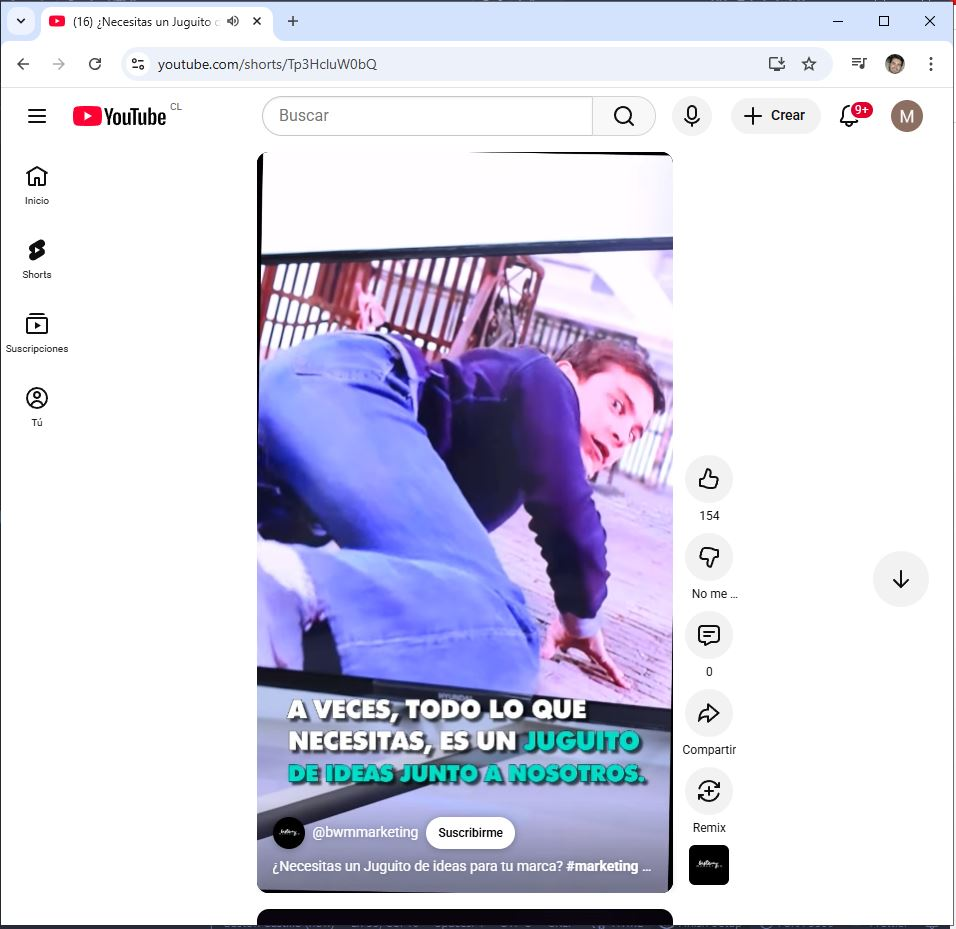 (16) ¿Necesitas un Juguito d
youtube.com/shorts/Tp3HcluW0bQ
YouTube CL
Buscar
Crear
9+
M
Inicio
Shorts
Suscripciones
Tú
HYUNDAI
A VECES, TODO LO QUE
NECESITAS, ES UN JUGUITO
DE IDEAS JUNTO A NOSOTROS.
@bwmmarketing
Suscribirme
¿Necesitas un Juguito de ideas para tu marca? #marketing ...
154
No me ...
0
Compartir
Remix